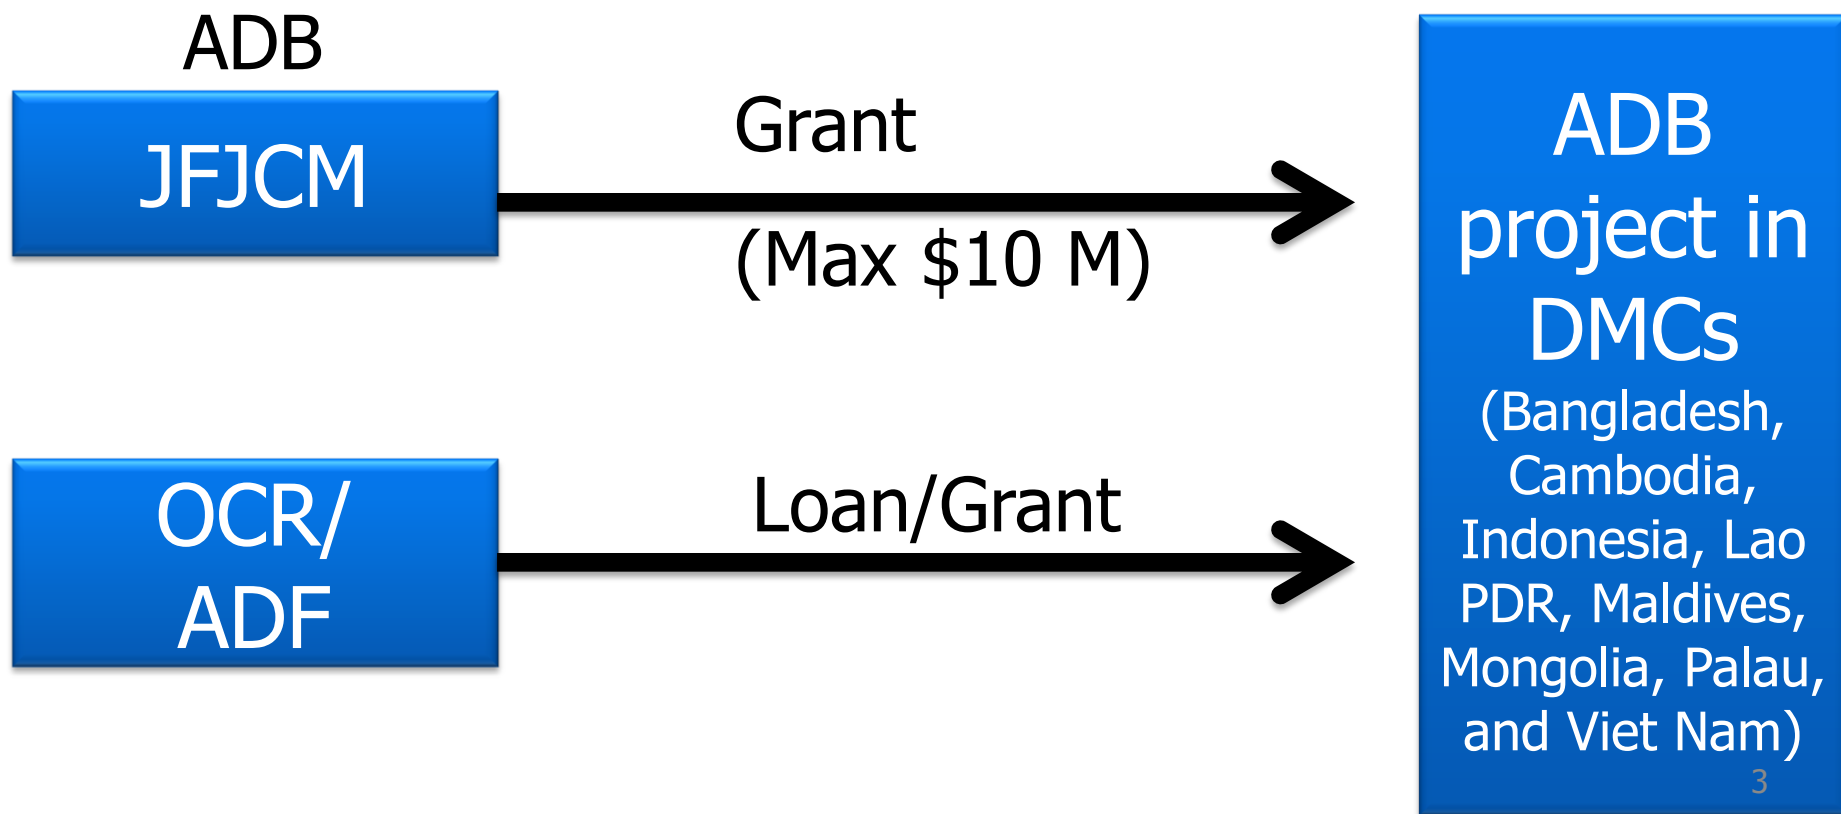 ADB
JFJCM
Grant
(Max $10 M)
OCR/
ADF
Loan/Grant
ADB
project in
DMCs
(Bangladesh,
Cambodia,
Indonesia, Lao
PDR, Maldives,
Mongolia, Palau,
and Viet Nam)
3